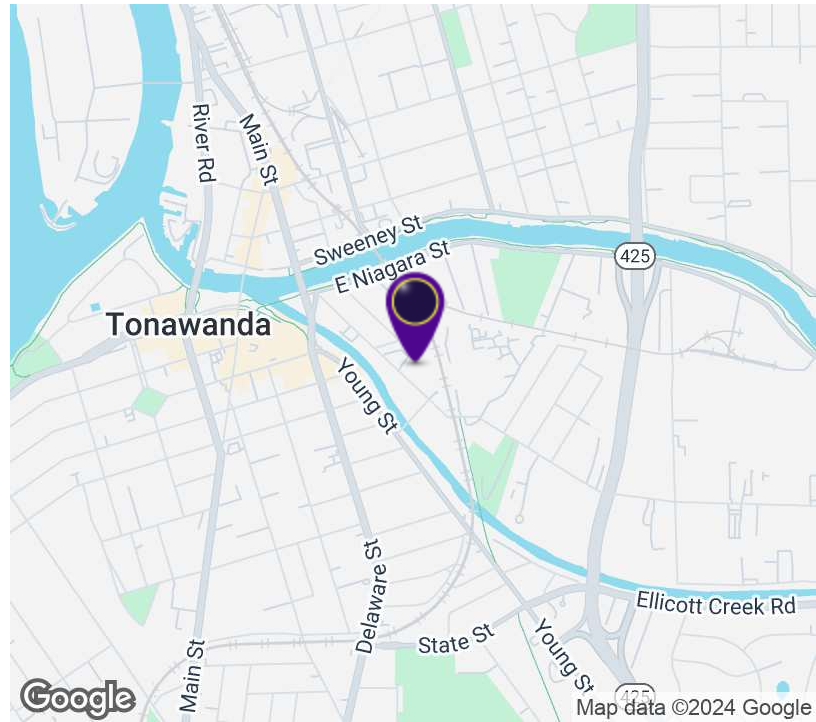 River Rd
Main St
Sweeney St
E Niagara St
425
Tonawanda
Young St
Delaware St
Ellicott Creek Rd
Main St
State St
Young St
425
Google
Map data ©2024 Google